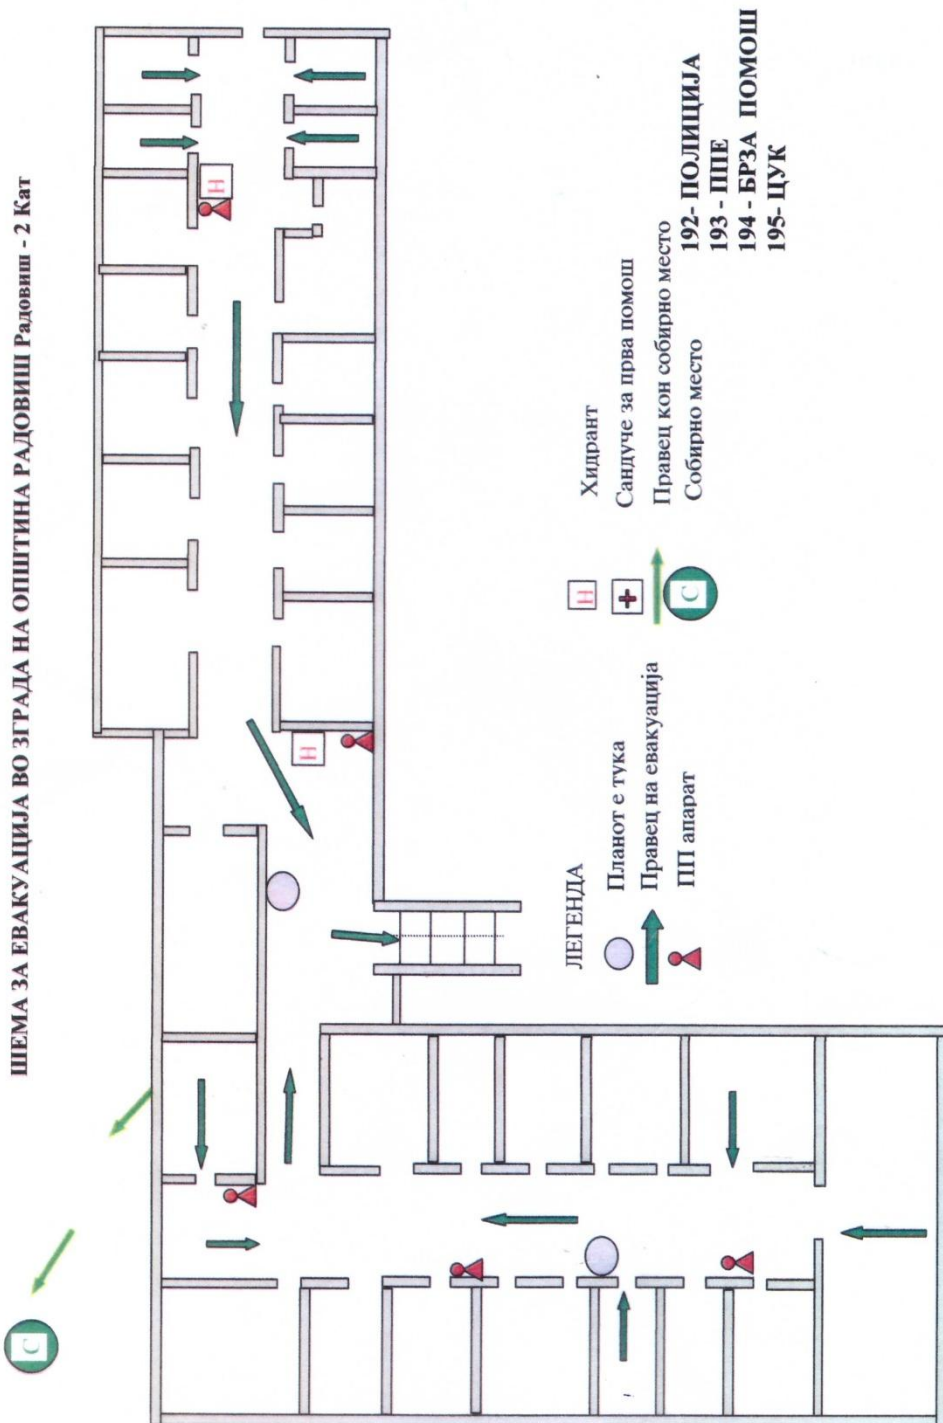 ШЕМА ЗА ЕВАКУАЦИЈА ВО ЗГРАДА НА ОПШТИНА РАДОВИШ Радовиш - 2 Кат
H
H
C
ЛЕГЕНДА
Планот е тука
Правец на евакуација
ПП апарат
H
Хидрант
Сандуче за прва помош
Правец кон собирно место
C
Собирно место
192- ПОЛИЦИЈА
193 - ППЕ
194 - БРЗА ПОМОШ
195- ЦУК